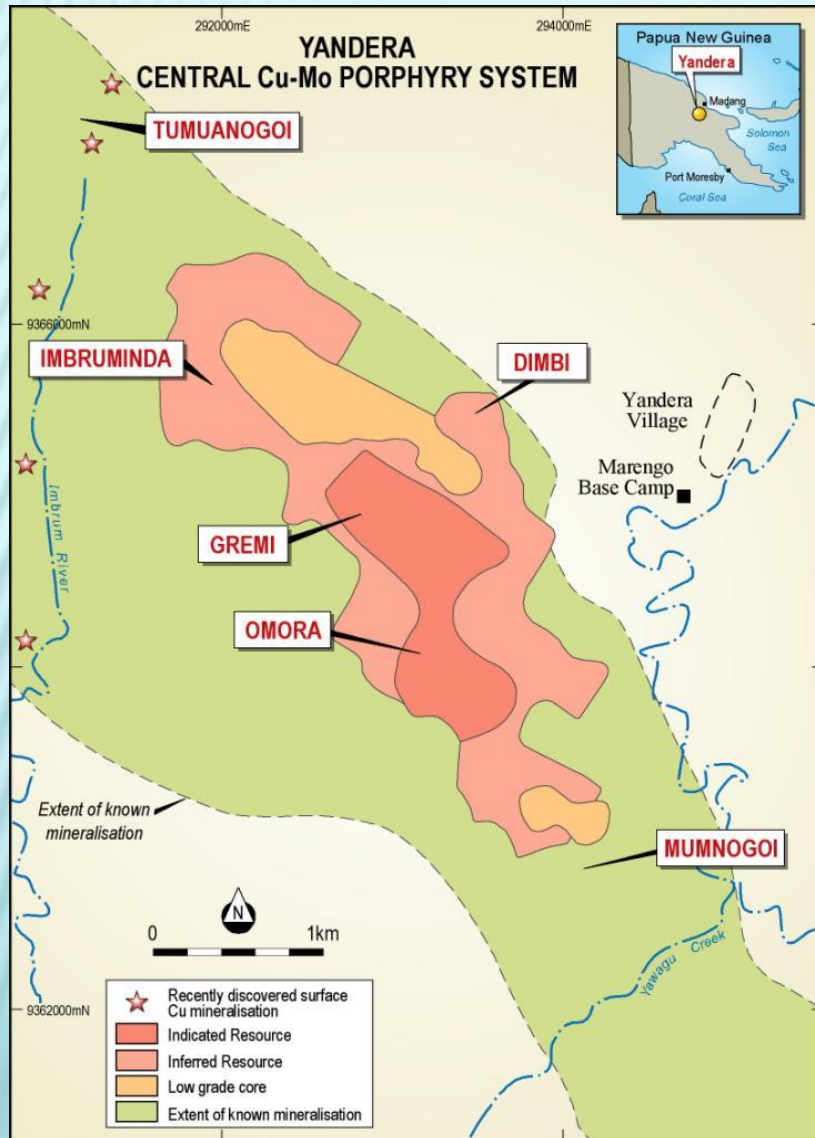 292000mE
294000mE
YANDERA
CENTRAL Cu-Mo PORPHYRY SYSTEM
Papua New Guinea
Yandera
Madang
Solomon
Sea
Port Moresby
Coral Sea
TUMUANOGOI
9366000mN
IMBRUMINDA
DIMBI
Yandera
Village
Marengo
Base Camp
Imbrum River
GREMI
OMORA
Extent of known
mineralisation
MUMNOGOI
N
0 1km
Yawagu Creek
9362000mN
Recently discovered surface
Cu mineralisation
Indicated Resource
Inferred Resource
Low grade core
Extent of known mineralisation